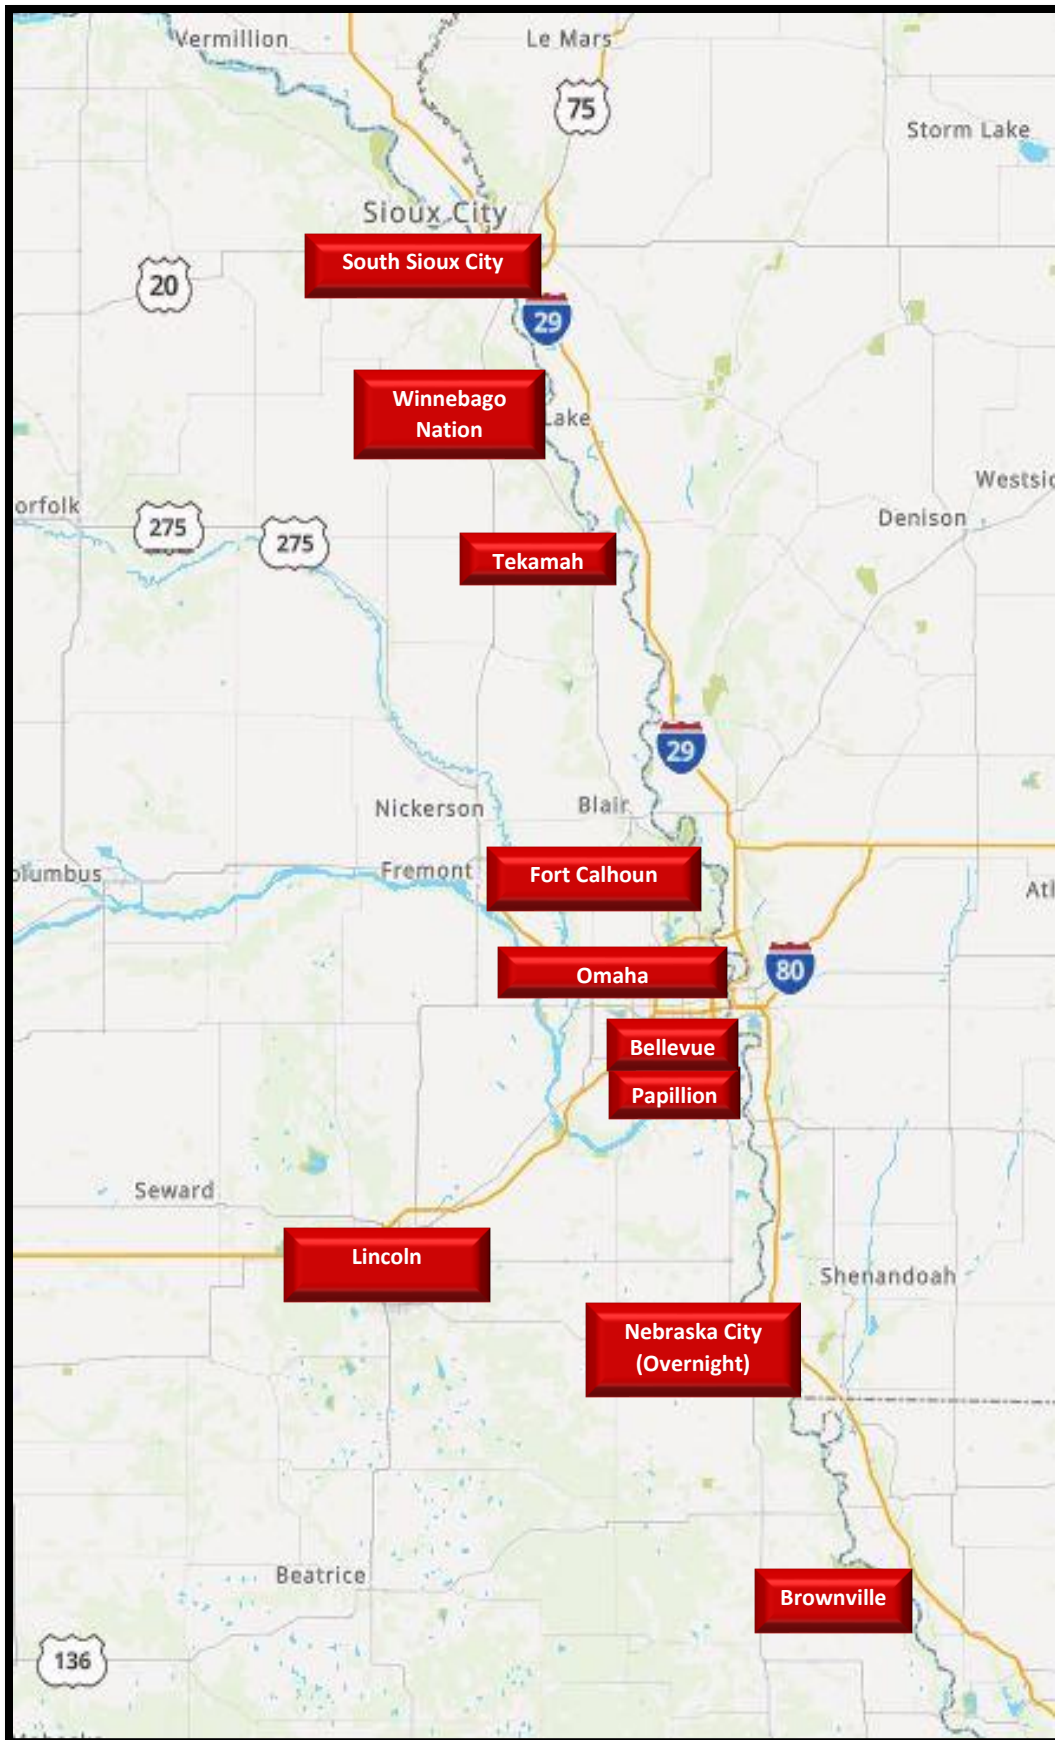 Vermillion
Le Mars
75
Storm Lake
Sioux City
South Sioux City
20
29
Winnebago
Nation
Lake
Westsid
orfolk
275
275
Denison
Tekamah
29
Nickerson
Blair
olumbus
Fremont
Fort Calhoun
Atl
Omaha
80
Bellevue
Papillion
Seward
Lincoln
Shenandoah
Nebraska City
(Overnight)
Beatrice
Brownville
136